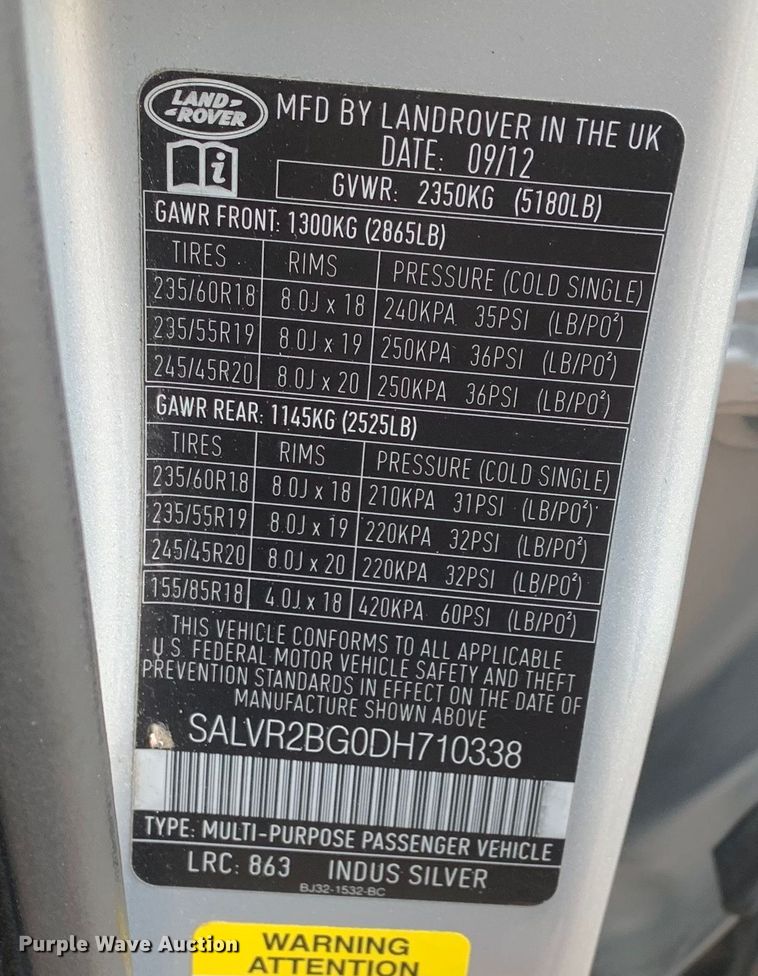 LAND-
-ROVER
MFD BY LANDROVER IN THE UK
DATE: 09/12
i
GVWR: 2350KG (5180LB)
GAWR FRONT: 1300KG (2865LB)
TIRES RIMS PRESSURE (COLD SINGLE)
235/60R18 8.0J x 18 240KPA 35PSI (LB/PO²)
235/55R19 8.0J x 19 250KPA 36PSI (LB/PO²)
245/45R20 8.0J x 20 250KPA 36PSI (LB/PO²)
GAWR REAR: 1145KG (2525LB)
TIRES RIMS PRESSURE (COLD SINGLE)
235/60R18 8.0J x 18 210KPA 31PSI (LB/PO²)
235/55R19 8.0J x 19 220KPA 32PSI (LB/PO²)
245/45R20 8.0J x 20 220KPA 32PSI (LB/PO²)
155/85R18 4.0J x 18 420KPA 60PSI (LB/PO²)
THIS VEHICLE CONFORMS TO ALL APPLICABLE
U.S. FEDERAL MOTOR VEHICLE SAFETY AND THEFT
PREVENTION STANDARDS IN EFFECT ON THE DATE OF
MANUFACTURE SHOWN ABOVE
SALVR2BG0DH710338
TYPE: MULTI-PURPOSE PASSENGER VEHICLE
LRC: 863 INDUS SILVER
BJ32-1532-BC
WARNING
ATTENTION
Purple Wave Auction